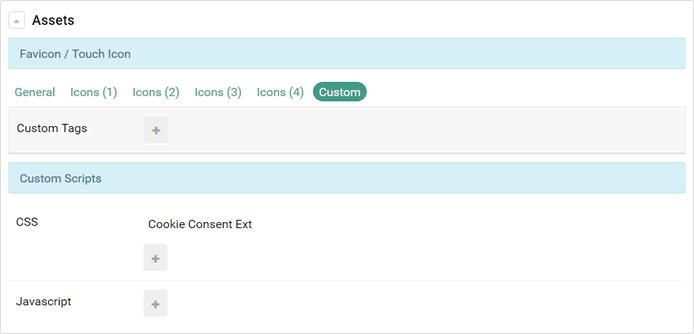 Assets
Favicon / Touch Icon
General Icons (1) Icons (2) Icons (3) Icons (4) Custom
Custom Tags +
Custom Scripts
CSS Cookie Consent Ext
+
Javascript +